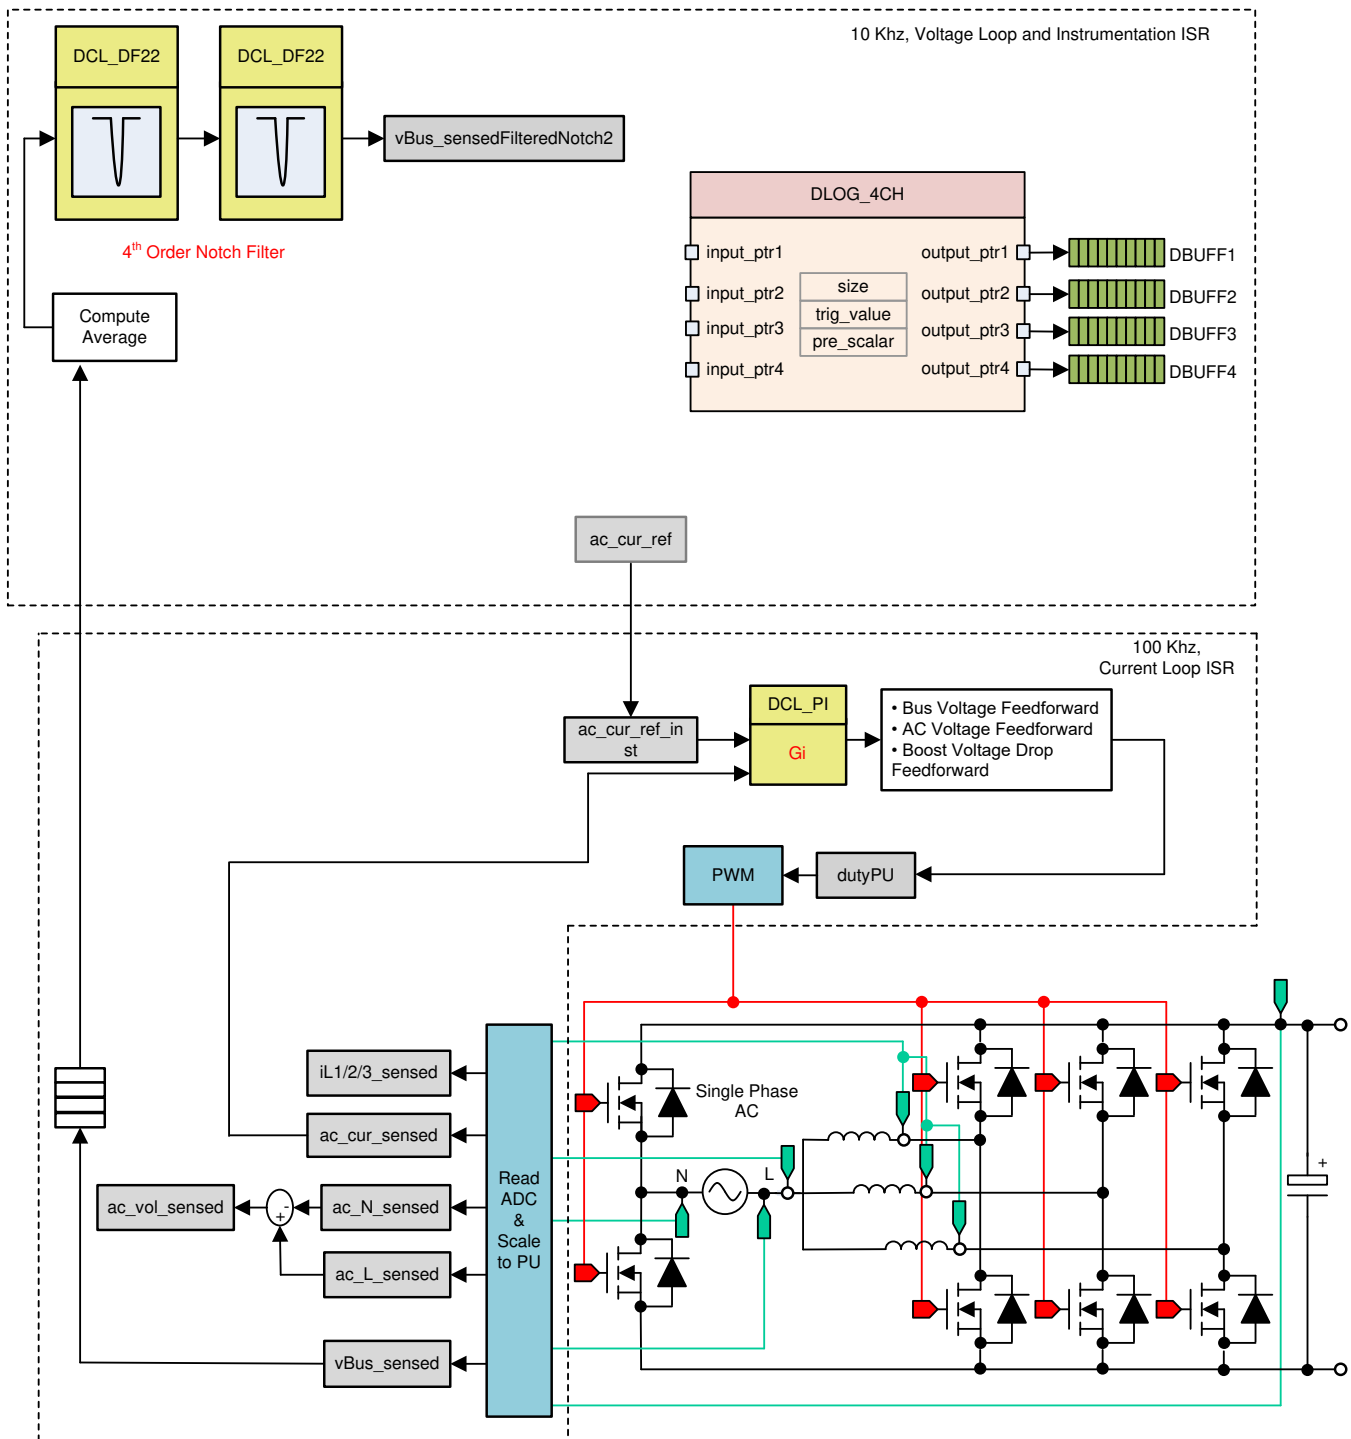 10 Khz, Voltage Loop and Instrumentation ISR
DCL_DF22
DCL_DF22
vBus_sensedFilteredNotch2
4th Order Notch Filter
Compute
Average
DLOG_4CH
input_ptr1
input_ptr2
input_ptr3
input_ptr4
size
trig_value
pre_scalar
output_ptr1
output_ptr2
output_ptr3
output_ptr4
DBUFF1
DBUFF2
DBUFF3
DBUFF4
ac_cur_ref
100 Khz,
Current Loop ISR
ac_cur_ref_in
st
DCL_PI
Gi
• Bus Voltage Feedforward
• AC Voltage Feedforward
• Boost Voltage Drop
Feedforward
PWM
dutyPU
iL1/2/3_sensed
ac_cur_sensed
ac_vol_sensed
-
+
ac_N_sensed
ac_L_sensed
vBus_sensed
Read
ADC
&
Scale
to PU
Single Phase
AC
N
L
+